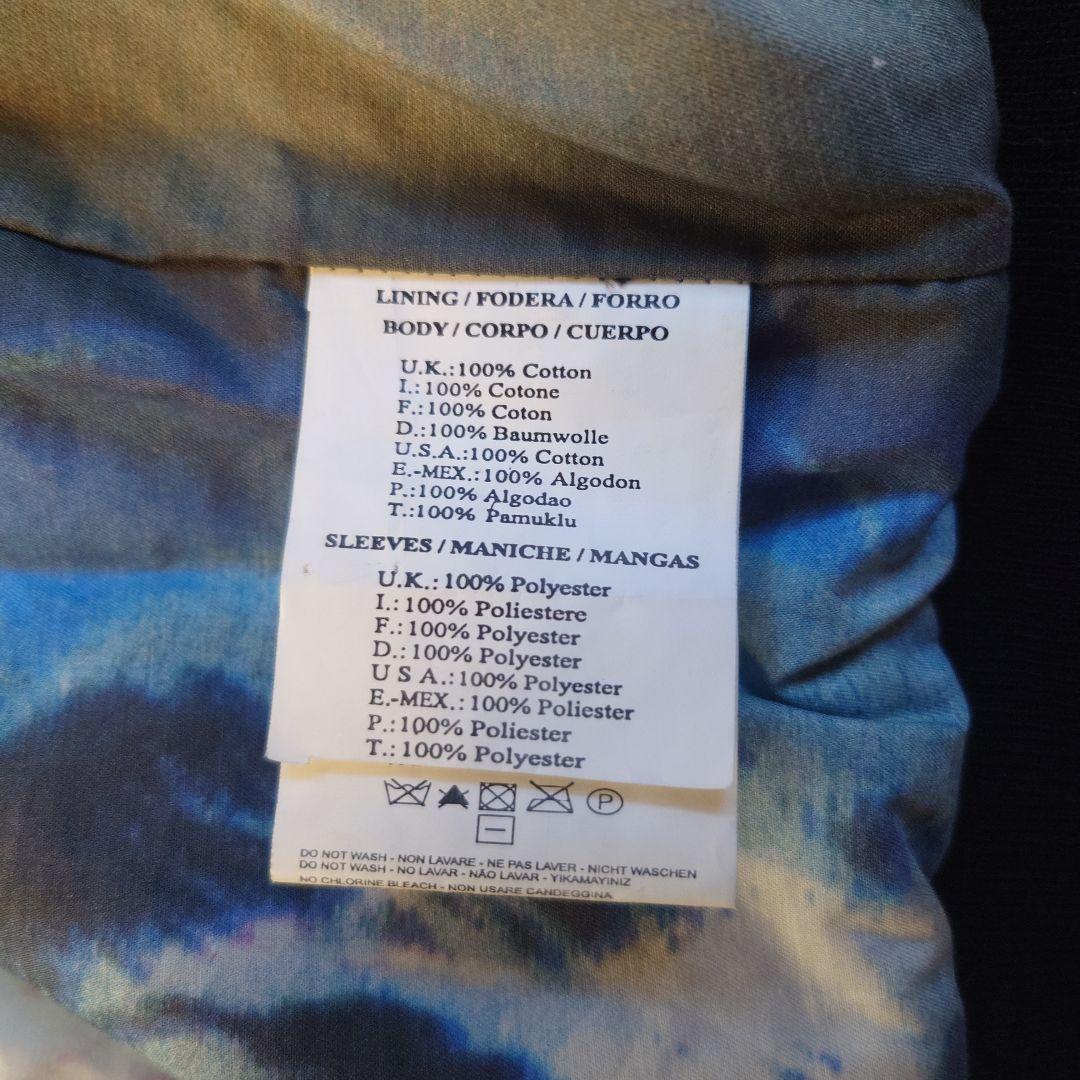 LINING / FODERA / FORRO
BODY / CORPO / CUERPO
U.K.:100% Cotton
I.:100% Cotone
F.:100% Coton
D.:100% Baumwolle
U.S.A.:100% Cotton
E.-MEX.:100% Algodon
P.:100% Algodao
T.:100% Pamuklu
SLEEVES / MANICHE / MANGAS
U.K.: 100% Polyester
I.: 100% Poliestere
F.: 100% Polyester
D.: 100% Polyester
U S A.: 100% Polyester
E.-MEX.: 100% Poliester
P.: 100% Poliester
T.: 100% Polyester
P
DO NOT WASH - NON LAVARE - NE PAS LAVER - NICHT WASCHEN
DO NOT WASH - NO LAVAR - NÃO LAVAR - YIKAMAYINIZ
NO CHLORINE BLEACH - NON USARE CANDEGGINA